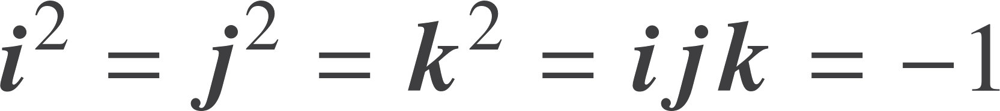 i² = j² = k² = ijk = −1